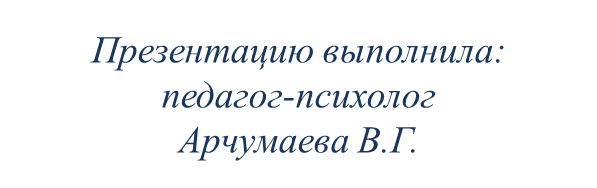 Презентацию выполнила:
педагог-психолог
Арчумаева В.Г.